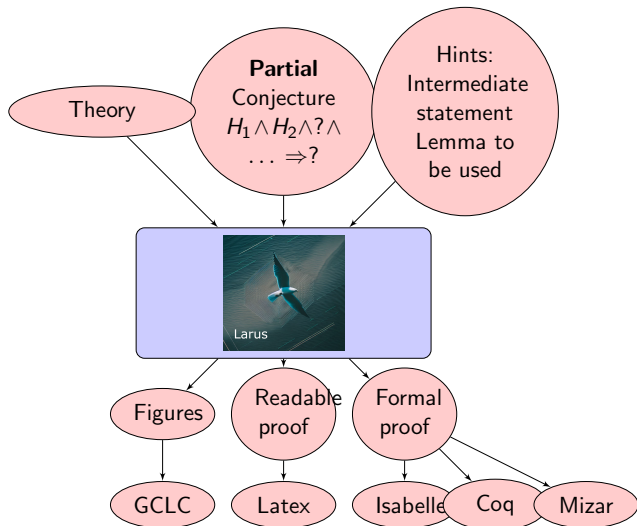 Theory
Partial
Conjecture
H₁ ∧ H₂ ∧ ? ∧
... ⇒?
Hints:
Intermediate
statement
Lemma to
be used
Larus
Figures
Readable
proof
Formal
proof
GCLC
Latex
Isabelle
Coq
Mizar